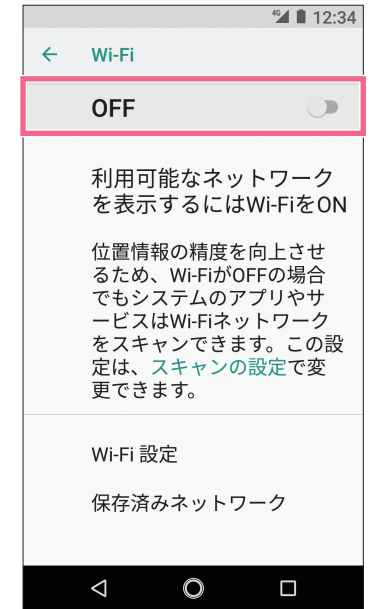 4G 12:34
Wi-Fi
OFF
利用可能なネットワーク
を表示するにはWi-FiをON
位置情報の精度を向上させ
るため、Wi-FiがOFFの場合
でもシステムのアプリやサ
ービスはWi-Fiネットワーク
をスキャンできます。この設
定は、スキャンの設定で変
更できます。
Wi-Fi 設定
保存済みネットワーク